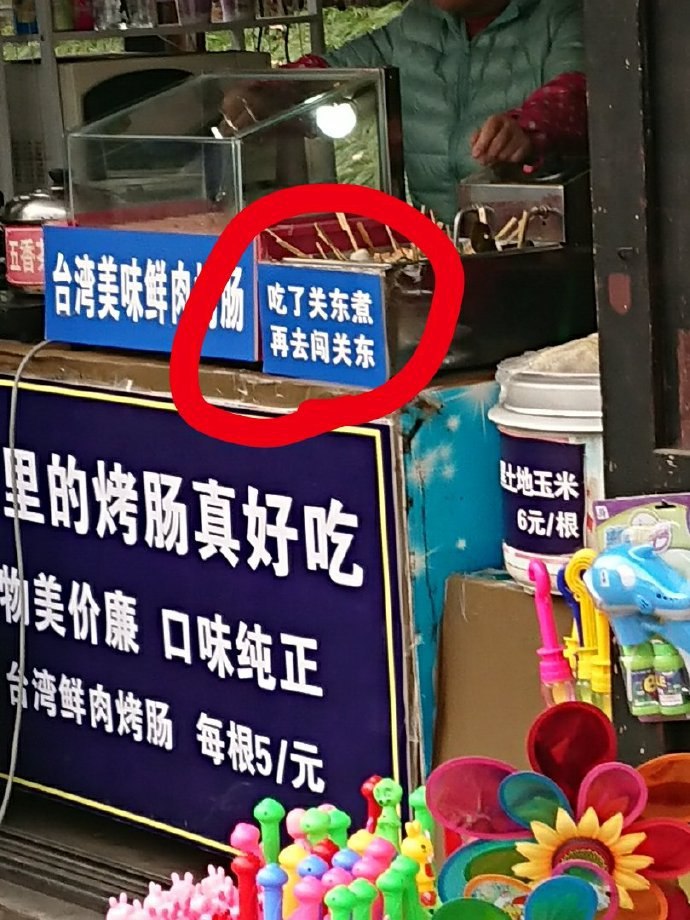 五香
台湾美味鲜肉烤肠
吃了关东煮
再去闯关东
里的烤肠真好吃
物美价廉 口味纯正
台湾鲜肉烤肠 每根5/元
土地玉米
6元/根